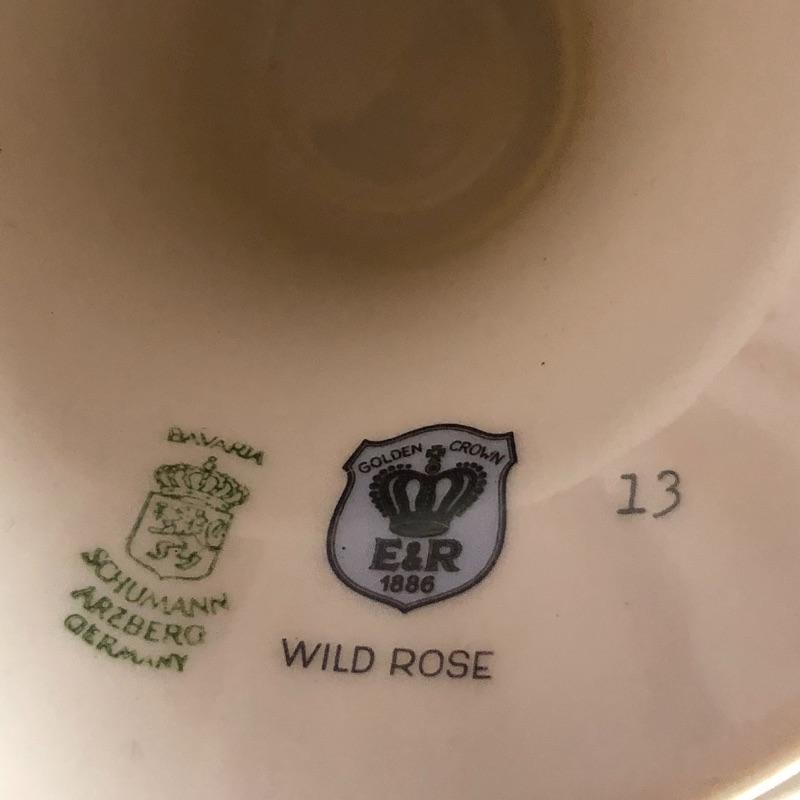 BAVARIA
SCHUMANN
ARZBERG
GERMANY
GOLDEN CROWN
E&R
1886
WILD ROSE
13